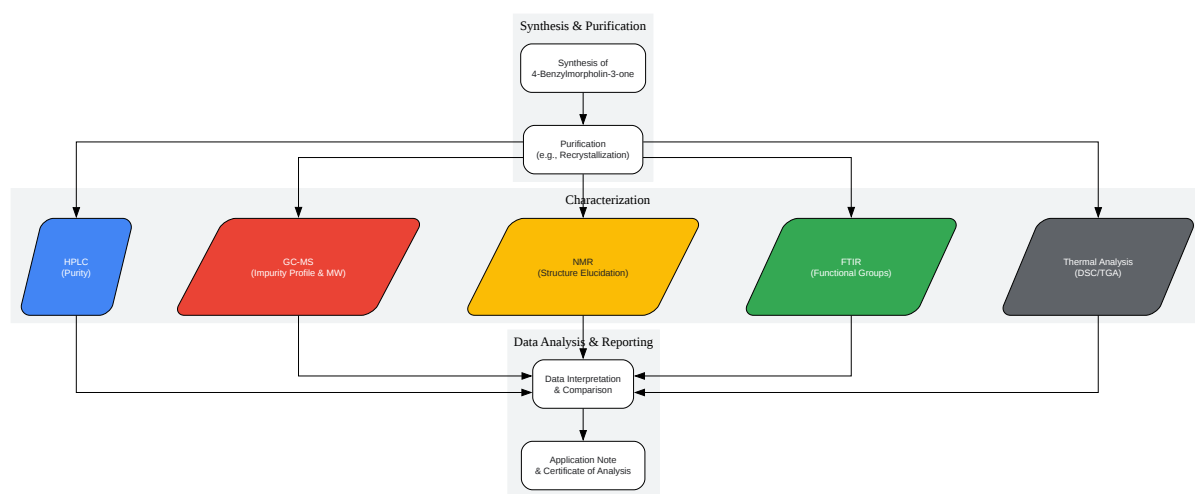 Synthesis & Purification
Synthesis of
4-Benzylmorpholin-3-one
Purification
(e.g., Recrystallization)
Characterization
HPLC
(Purity)
GC-MS
(Impurity Profile & MW)
NMR
(Structure Elucidation)
FTIR
(Functional Groups)
Thermal Analysis
(DSC/TGA)
Data Analysis & Reporting
Data Interpretation
& Comparison
Application Note
& Certificate of Analysis